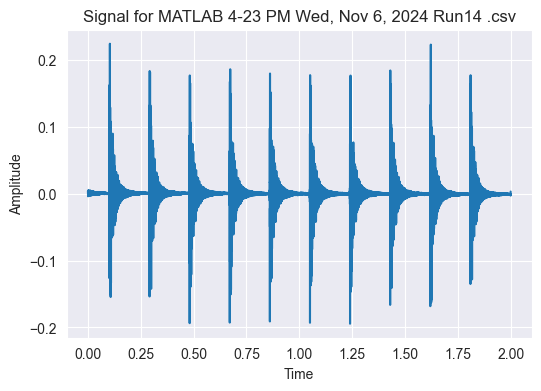 Signal for MATLAB 4-23 PM Wed, Nov 6, 2024 Run14 .csv
0.2
0.1
0.0
−0.1
−0.2
Amplitude
0.00 0.25 0.50 0.75 1.00 1.25 1.50 1.75 2.00
Time